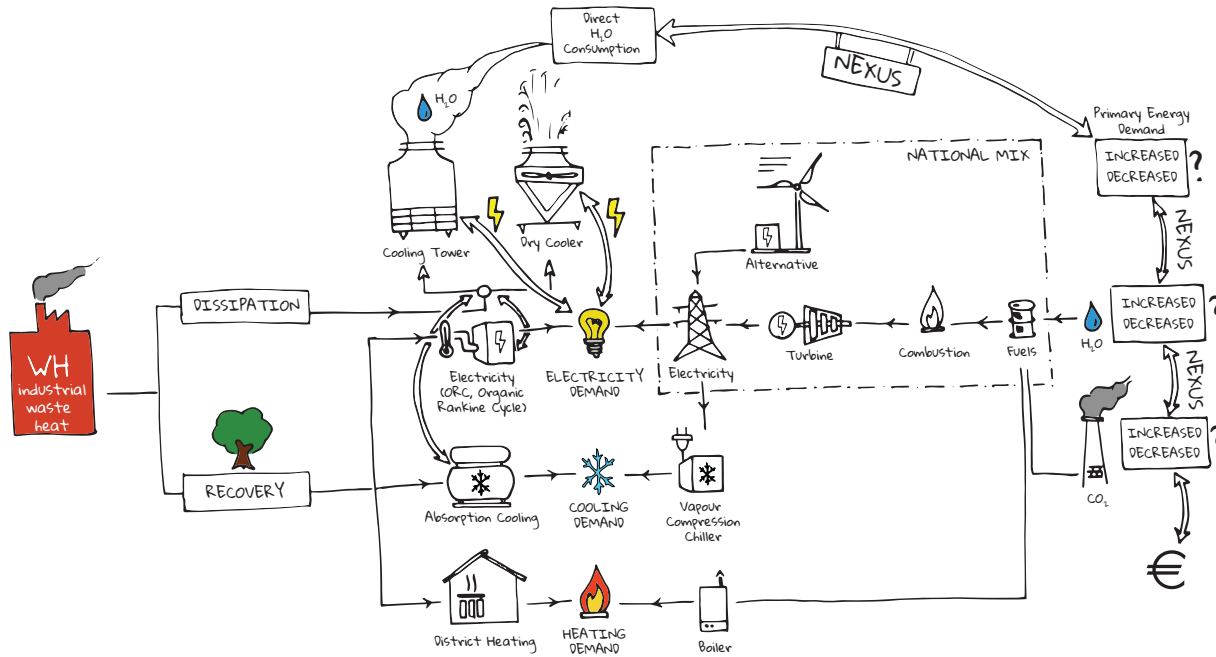 Direct
H₂O
Consumption
NEXUS
H₂O
Primary Energy
Demand
INCREASED
DECREASED
?
NATIONAL MIX
Cooling Tower
Dry Cooler
Alternative
NEXUS
DISSIPATION
INCREASED
DECREASED
?
WH
industrial
waste
heat
Electricity
(ORC, Organic
Rankine Cycle)
ELECTRICITY
DEMAND
Electricity
Turbine
Combustion
Fuels
H₂O
NEXUS
INCREASED
DECREASED
?
RECOVERY
Absorption Cooling
COOLING
DEMAND
Vapour
Compression
Chiller
CO₂
€
District Heating
HEATING
DEMAND
Boiler